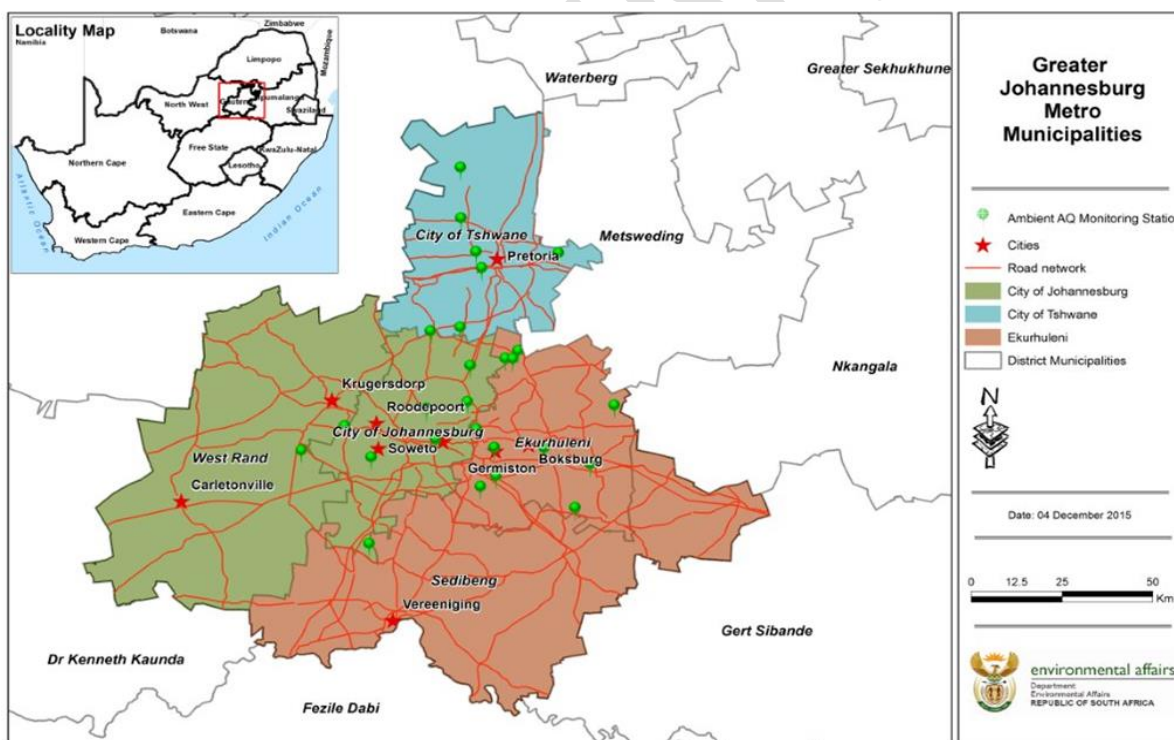 Locality Map
Namibia
Botswana
Zimbabwe
Mozambique
Limpopo
North West
Gauteng
Mpumalanga
Swaziland
Free State
KwaZulu-Natal
Lesotho
Northern Cape
Eastern Cape
Western Cape
Atlantic Ocean
Indian Ocean
Waterberg
Greater Sekhukhune
City of Tshwane
Metsweding
Pretoria
Nkangala
Krugersdorp
Roodepoort
City of Johannesburg
Soweto
Ekurhuleni
Boksburg
Germiston
West Rand
Carletonville
Sedibeng
Vereeniging
Gert Sibande
Dr Kenneth Kaunda
Fezile Dabi
Greater
Johannesburg
Metro
Municipalities
Ambient AQ Monitoring Statio
Cities
Road network
City of Johannesburg
City of Tshwane
Ekurhuleni
District Municipalities
N
Date: 04 December 2015
0 12.5 25 50
Km
environmental affairs
Department:
Environmental Affairs
REPUBLIC OF SOUTH AFRICA